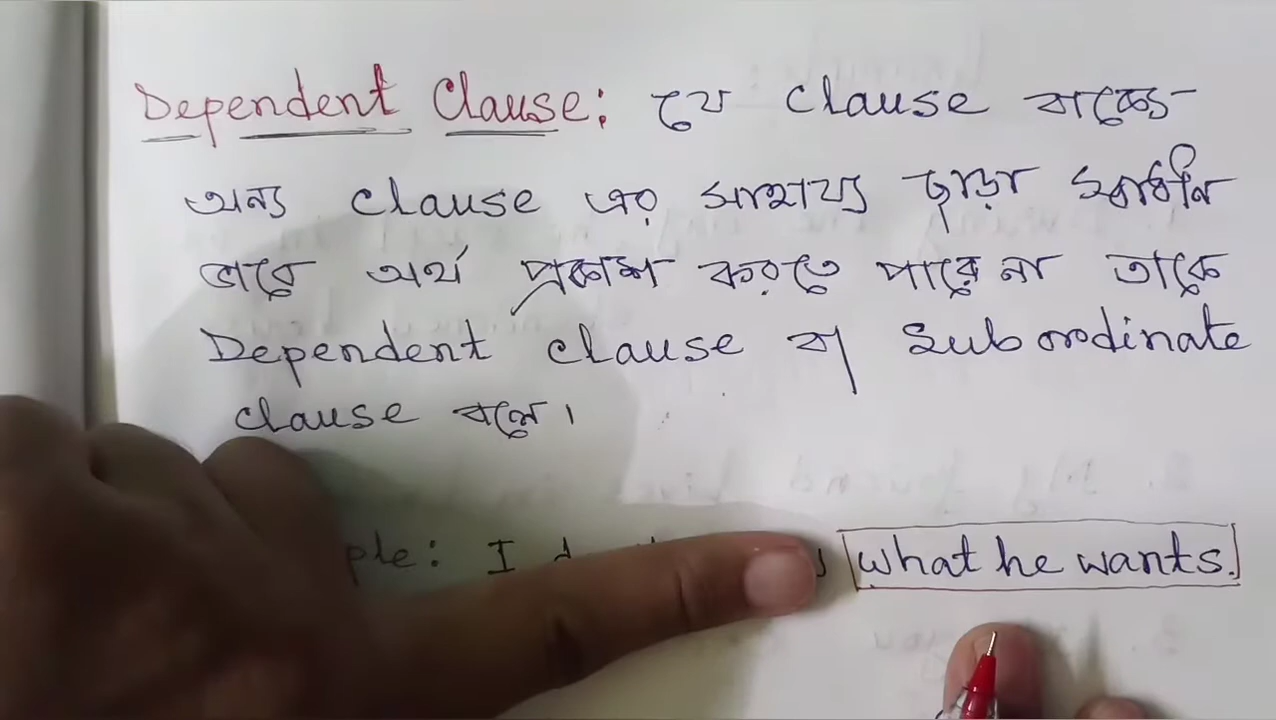 Dependent Clause: যে clause বাক্যে
অন্য clause এর সাহায্য ছাড়া স্বাধীন
ভাবে অর্থ প্রকাশ করতে পারে না তাকে
Dependent clause বা Subordinate
clause বলে।
ple: I what he wants.